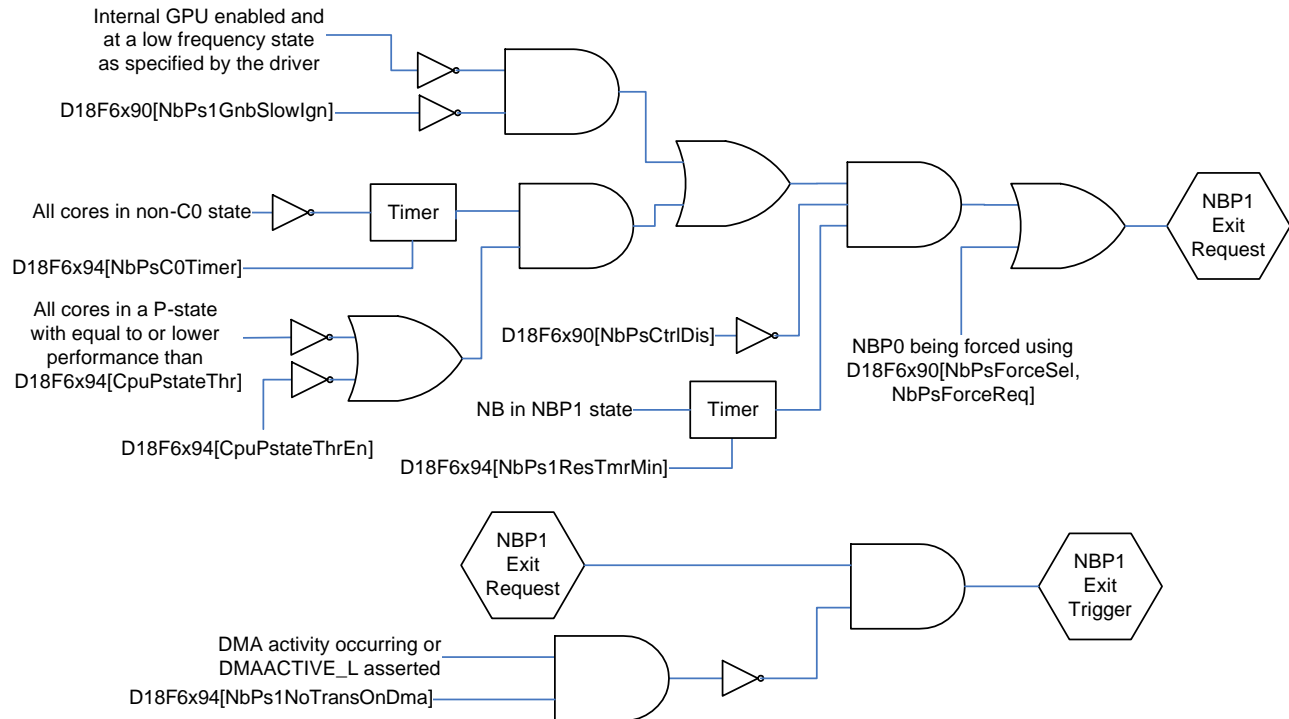 Internal GPU enabled and
at a low frequency state
as specified by the driver
D18F6x90[NbPs1GnbSlowIgn]
All cores in non-C0 state
Timer
D18F6x94[NbPsC0Timer]
All cores in a P-state
with equal to or lower
performance than
D18F6x94[CpuPstateThr]
D18F6x94[CpuPstateThrEn]
D18F6x90[NbPsCtrlDis]
NB in NBP1 state
Timer
D18F6x94[NbPs1ResTmrMin]
NBP0 being forced using
D18F6x90[NbPsForceSel,
NbPsForceReq]
NBP1
Exit
Request
NBP1
Exit
Request
DMA activity occurring or
DMAACTIVE_L asserted
D18F6x94[NbPs1NoTransOnDma]
NBP1
Exit
Trigger